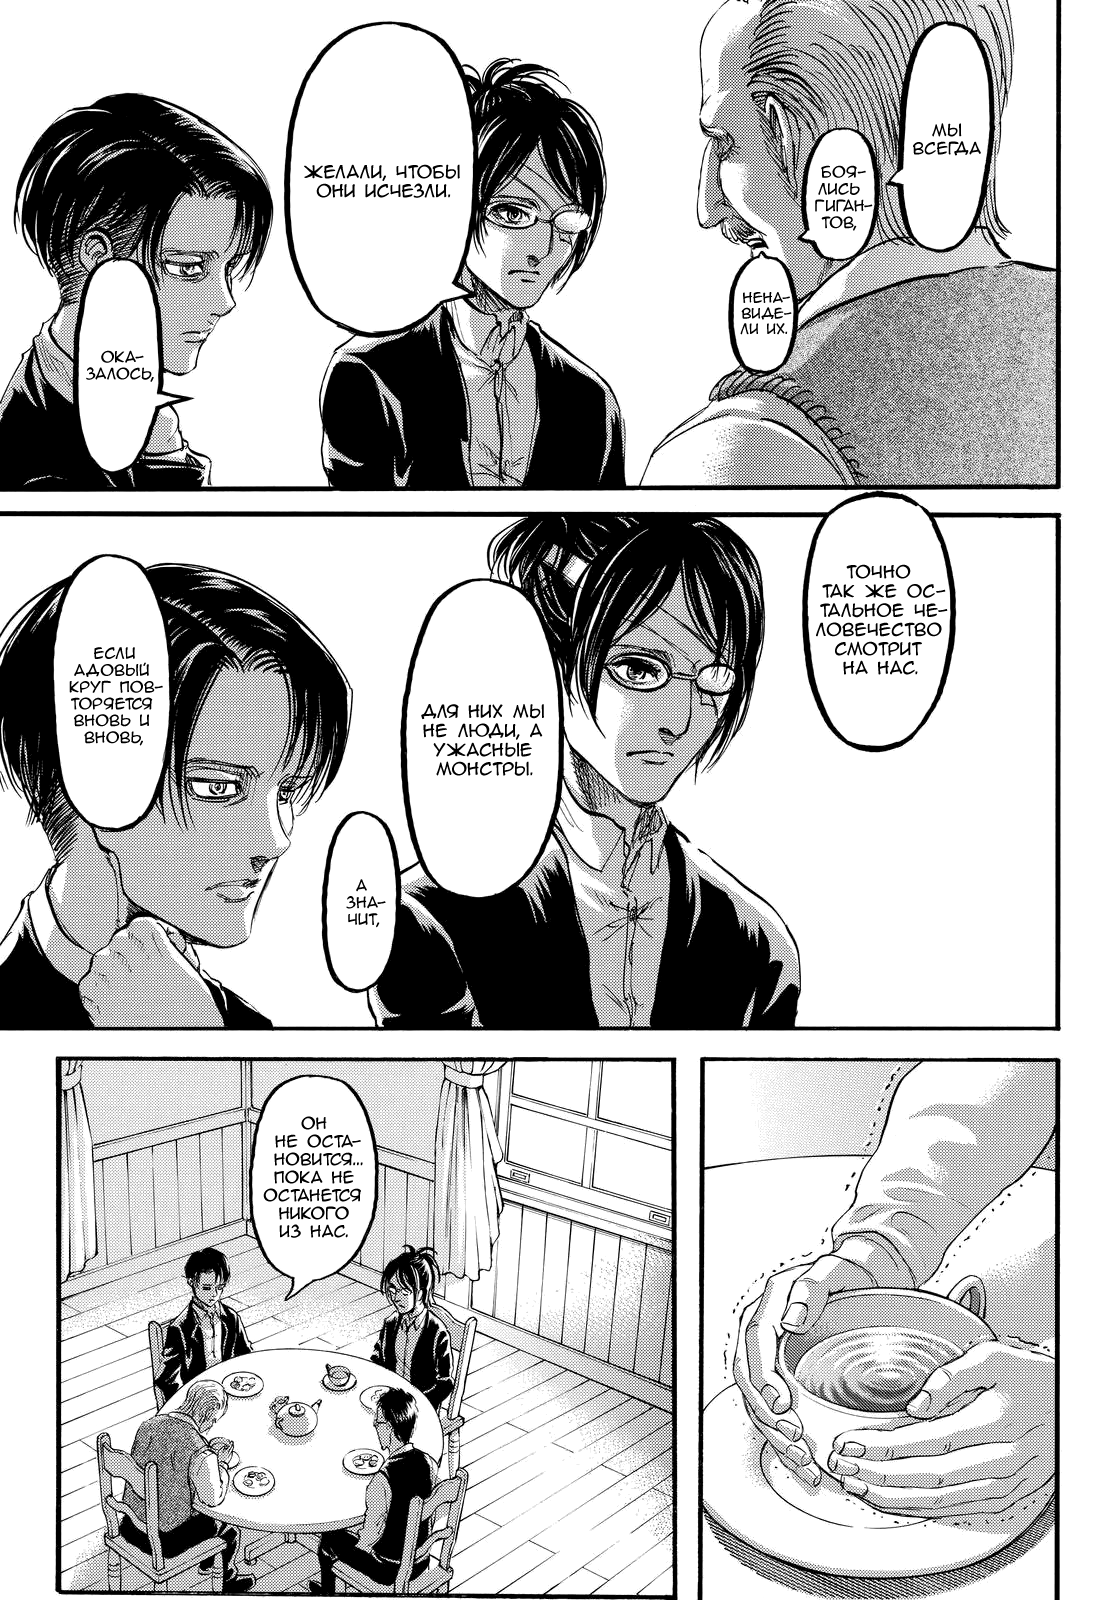 МЫ
ВСЕГДА
БОЯ-
ЛИСЬ
ГИГАН-
ТОВ,
НЕНА-
ВИДЕ-
ЛИ ИХ.
ЖЕЛАЛИ, ЧТОБЫ
ОНИ ИСЧЕЗЛИ.
ОКА-
ЗАЛОСЬ,
ТОЧНО
ТАК ЖЕ ОС-
ТАЛЬНОЕ ЧЕ-
ЛОВЕЧЕСТВО
СМОТРИТ
НА НАС.
ДЛЯ НИХ МЫ
НЕ ЛЮДИ, А
УЖАСНЫЕ
МОНСТРЫ.
А
ЗНА-
ЧИТ,
ЕСЛИ
АДОВЫЙ
КРУГ ПОВ-
ТОРЯЕТСЯ
ВНОВЬ И
ВНОВЬ,
ОН
НЕ ОСТА-
НОВИТСЯ...
ПОКА НЕ
ОСТАНЕТСЯ
НИКОГО
ИЗ НАС.